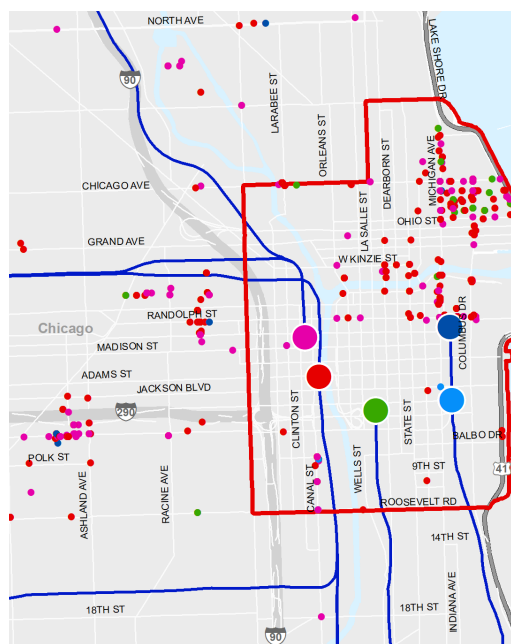 NORTH AVE
LAKE SHORE DR
90
LARABEE ST
ORLEANS ST
DEARBORN ST
MICHIGAN AVE
CHICAGO AVE
LA SALLE ST
OHIO ST
GRAND AVE
W KINZIE ST
RANDOLPH ST
COLUMBUS DR
Chicago
MADISON ST
ADAMS ST
JACKSON BLVD
290
CLINTON ST
STATE ST
BALBO DR
POLK ST
WELLS ST
9TH ST
41
CANAL ST
ASHLAND AVE
RACINE AVE
ROOSEVELT RD
14TH ST
INDIANA AVE
18TH ST
18TH ST
90